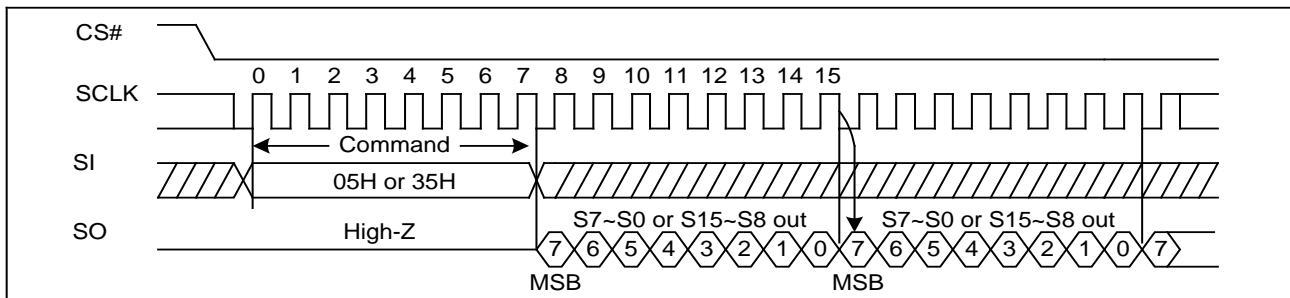 CS#
0 1 2 3 4 5 6 7 8 9 10 11 12 13 14 15
SCLK
Command
SI
05H or 35H
S7~S0 or S15~S8 out S7~S0 or S15~S8 out
SO High-Z
7 6 5 4 3 2 1 0 7 6 5 4 3 2 1 0 7
MSB MSB